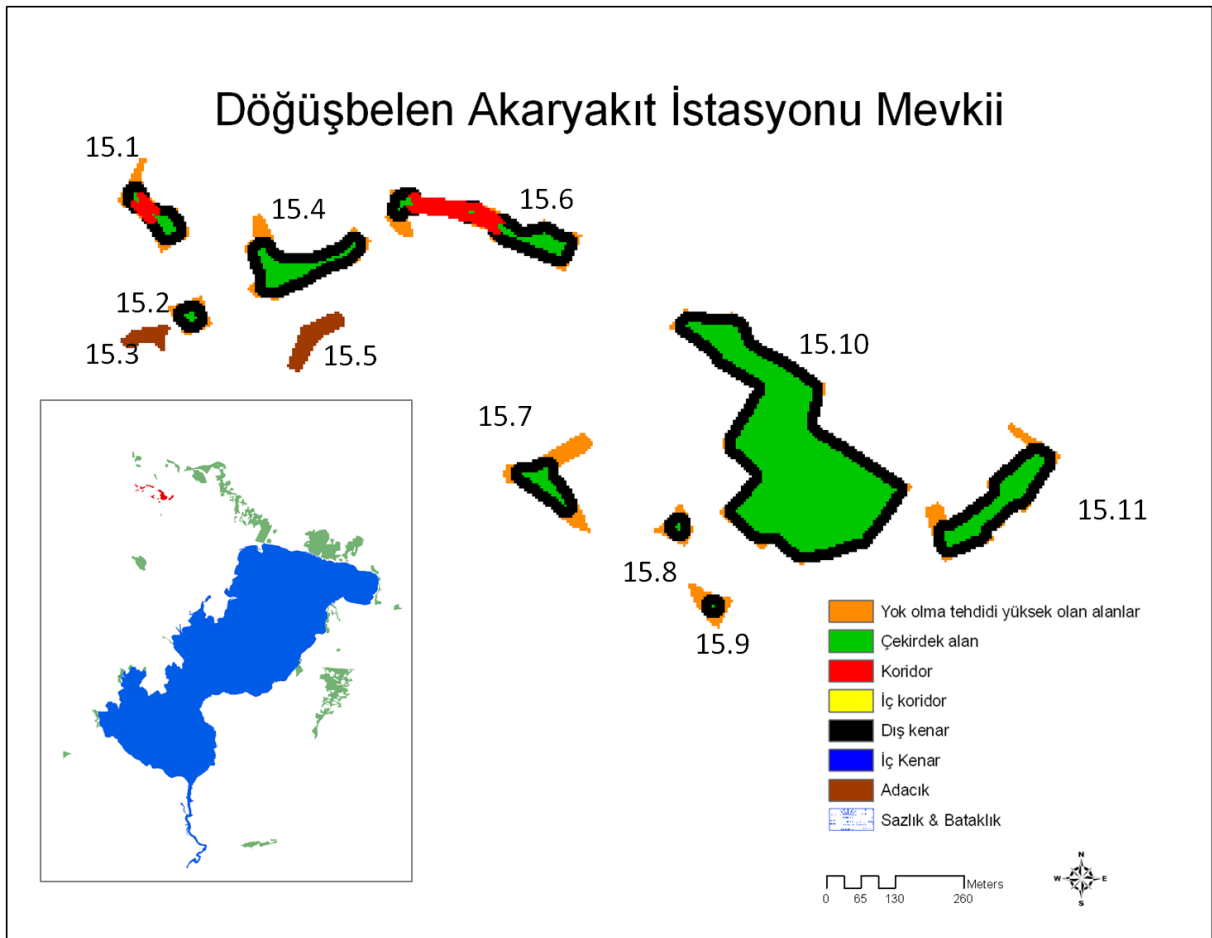 Döğüşbelen Akaryakıt İstasyonu Mevkii
15.1
15.4
15.6
15.2
15.3
15.5
15.10
15.7
15.11
15.8
15.9
Yok olma tehdidi yüksek olan alanlar
Çekirdek alan
Koridor
İç koridor
Dış kenar
İç Kenar
Adacık
Sazlık & Bataklık
Meters
0 65 130 260
N
W E
S